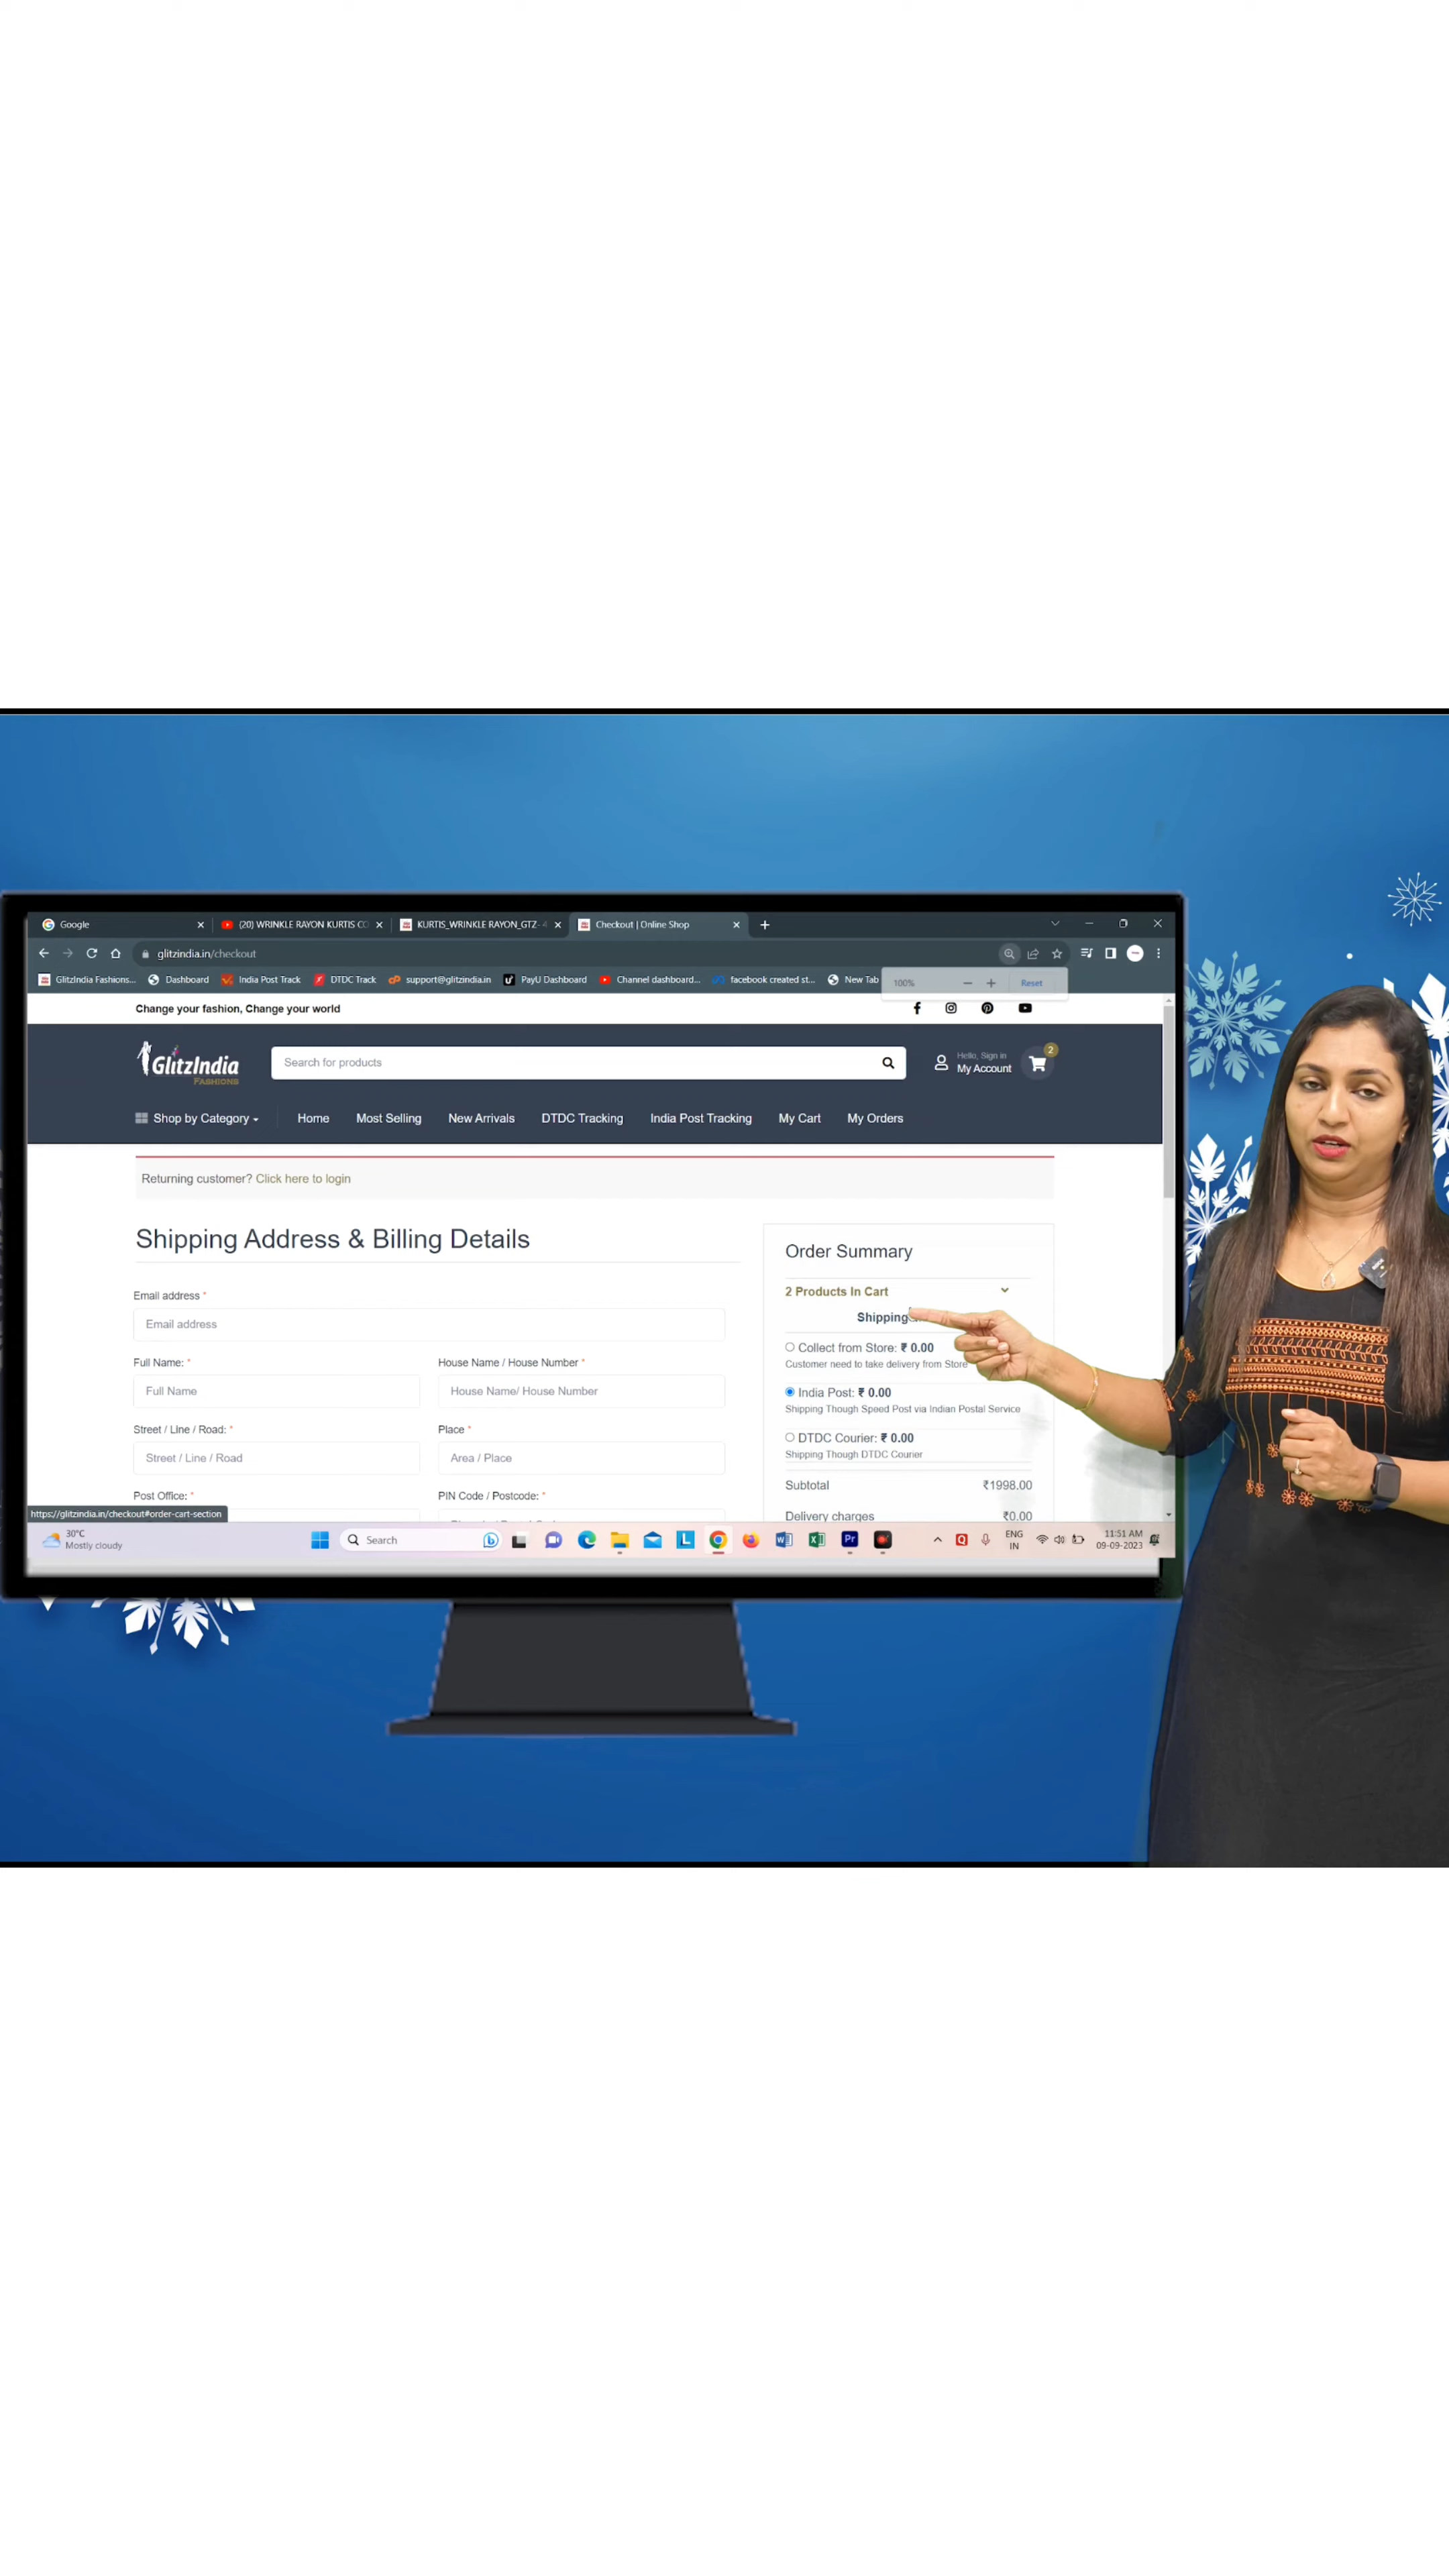 Google
(20) WRINKLE RAYON KURTIS CO
KURTIS_WRINKLE RAYON_GTZ- 4
Checkout | Online Shop
glitzindia.in/checkout
GlitzIndia Fashions...
Dashboard
India Post Track
DTDC Track
support@glitzindia.in
PayU Dashboard
Channel dashboard...
facebook created st...
New Tab
100%
Reset
Change your fashion, Change your world
GlitzIndia
FASHIONS
Search for products
Hello, Sign in
My Account
2
Shop by Category
Home
Most Selling
New Arrivals
DTDC Tracking
India Post Tracking
My Cart
My Orders
Returning customer? Click here to login
Shipping Address & Billing Details
Email address *
Email address
Full Name: *
House Name / House Number *
Full Name
House Name/ House Number
Street / Line / Road: *
Place *
Street / Line / Road
Area / Place
Post Office: *
PIN Code / Postcode: *
Order Summary
2 Products In Cart
Shipping
Collect from Store: ₹ 0.00
Customer need to take delivery from Store
India Post: ₹ 0.00
Shipping Though Speed Post via Indian Postal Service
DTDC Courier: ₹ 0.00
Shipping Though DTDC Courier
Subtotal ₹1998.00
Delivery charges ₹0.00
https://glitzindia.in/checkout#order-cart-section
30°C
Mostly cloudy
Search
ENG
IN
11:51 AM
09-09-2023